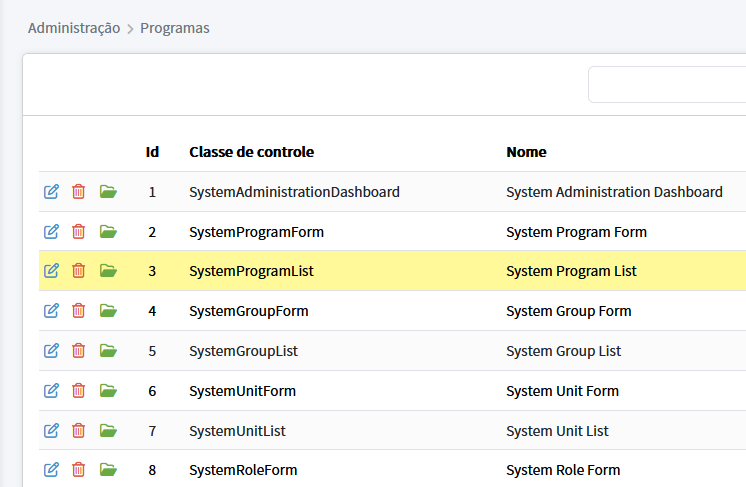 Administração > Programas
Id Classe de controle Nome
1 SystemAdministrationDashboard System Administration Dashboard
2 SystemProgramForm System Program Form
3 SystemProgramList System Program List
4 SystemGroupForm System Group Form
5 SystemGroupList System Group List
6 SystemUnitForm System Unit Form
7 SystemUnitList System Unit List
8 SystemRoleForm System Role Form